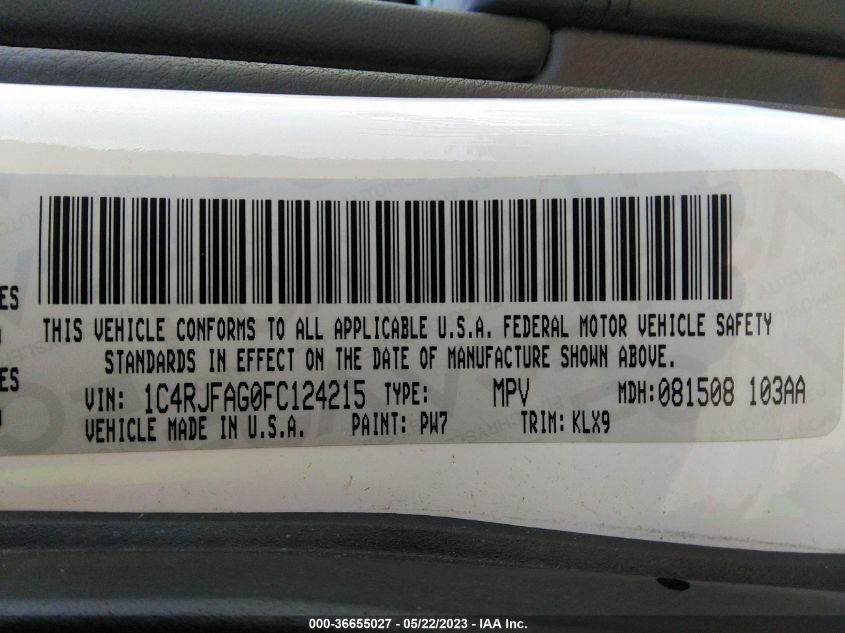 ES
ES
THIS VEHICLE CONFORMS TO ALL APPLICABLE U.S.A. FEDERAL MOTOR VEHICLE SAFETY
STANDARDS IN EFFECT ON THE DATE OF MANUFACTURE SHOWN ABOVE.
VIN: 1C4RJFAG0FC124215 TYPE: MPV MDH:081508 103AA
VEHICLE MADE IN U.S.A. PAINT: PW7 TRIM: KLX9
000-36655027 - 05/22/2023 - IAA Inc.